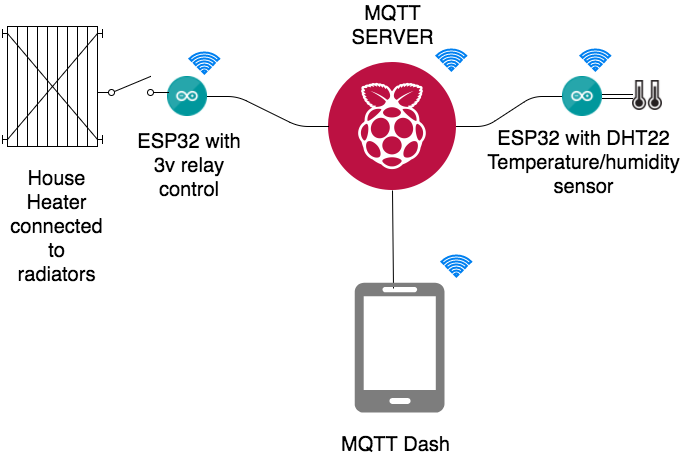 MQTT
SERVER
ESP32 with
3v relay
control
ESP32 with DHT22
Temperature/humidity
sensor
House
Heater
connected
to
radiators
MQTT Dash